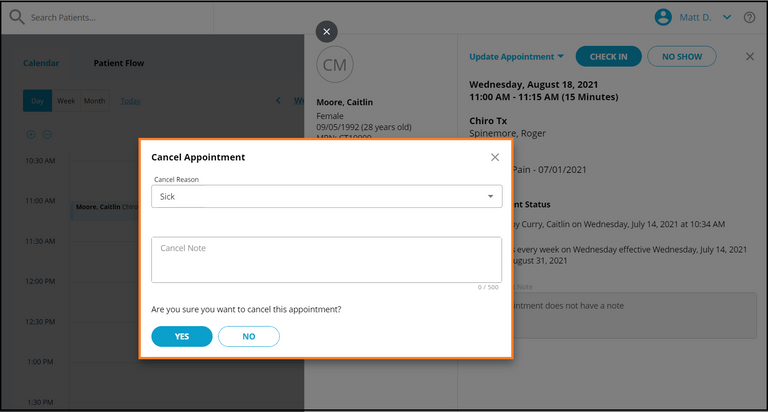 Search Patients...
Matt D.
Calendar
Patient Flow
Day
Week
Month
Today
10:30 AM
11:00 AM
Moore, Caitlin Chiro
11:30 AM
12:00 PM
12:30 PM
1:00 PM
1:30 PM
CM
Moore, Caitlin
Female
09/05/1992 (28 years old)
Update Appointment
CHECK IN
NO SHOW
Wednesday, August 18, 2021
11:00 AM - 11:15 AM (15 Minutes)
Chiro Tx
Spinemore, Roger
Pain - 07/01/2021
nt Status
by Curry, Caitlin on Wednesday, July 14, 2021 at 10:34 AM
s every week on Wednesday effective Wednesday, July 14, 2021
ugust 31, 2021
Note
intment does not have a note
Cancel Appointment
Cancel Reason
Sick
Cancel Note
0 / 500
Are you sure you want to cancel this appointment?
YES
NO